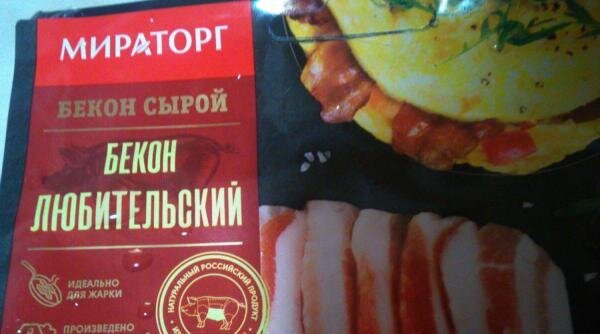 МИРАТОРГ
БЕКОН СЫРОЙ
БЕКОН
ЛЮБИТЕЛЬСКИЙ
ИДЕАЛЬНО
ДЛЯ ЖАРКИ
НАТУРАЛЬНЫЙ РОССИЙСКИЙ ПРОДУКТ
ПРОИЗВЕДЕНО